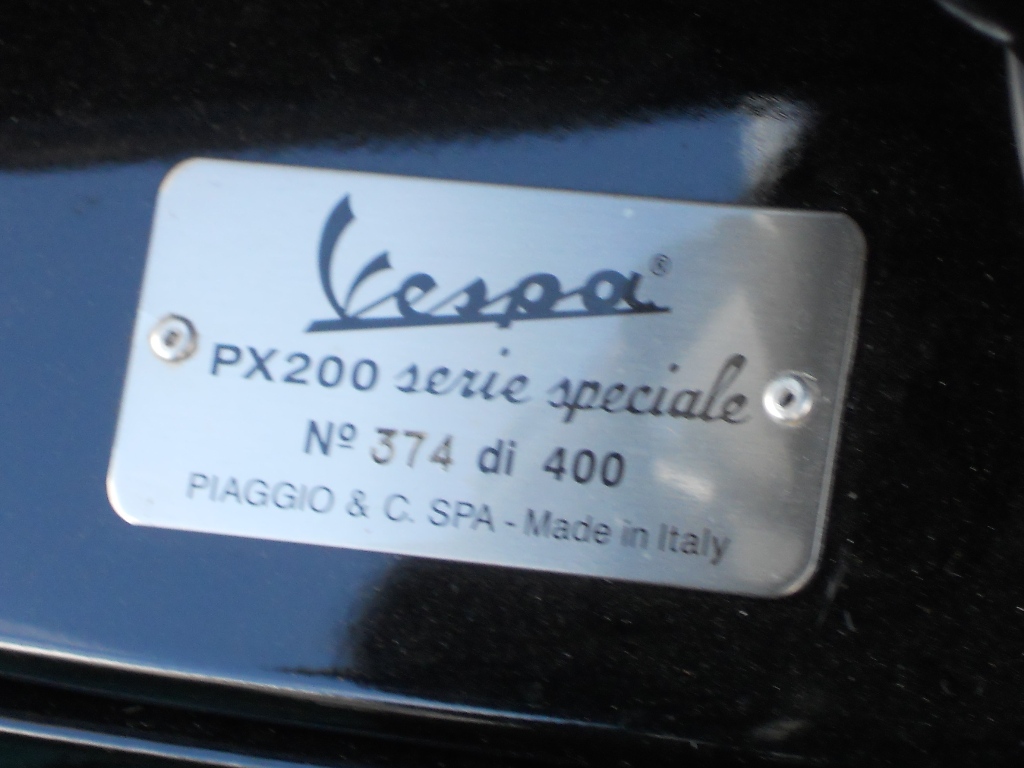 Vespa®
PX200 serie speciale
Nº 374 di 400
PIAGGIO & C. SPA - Made in Italy